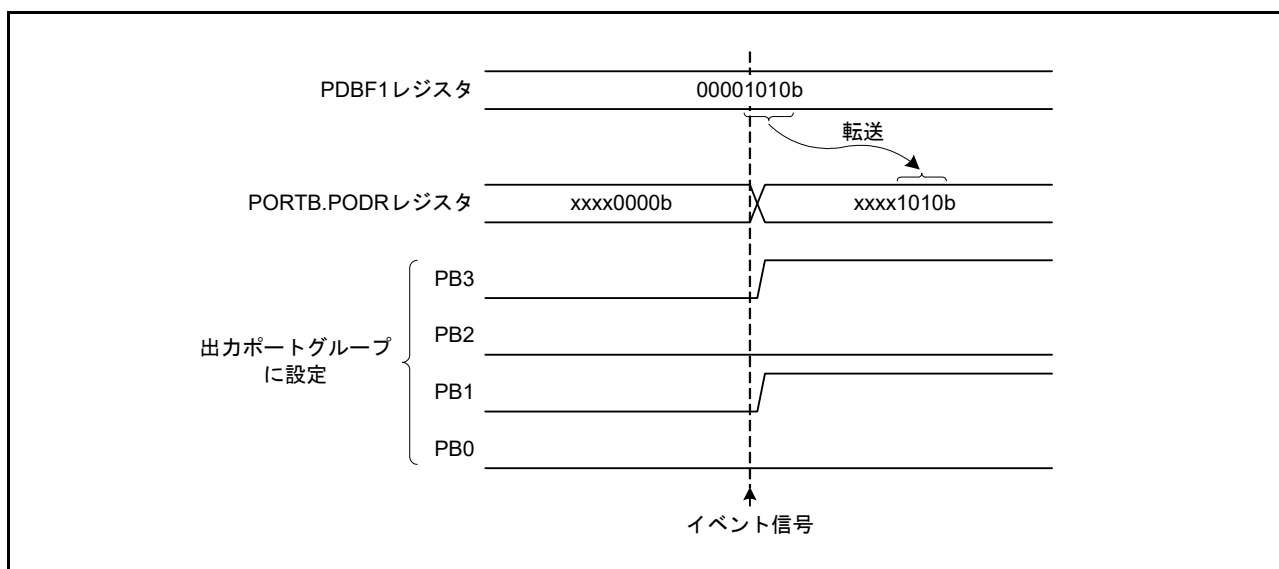 PDBF1レジスタ
00001010b
転送
PORTB.PODRレジスタ
xxxx0000b
xxxx1010b
出力ポートグループ
に設定
PB3
PB2
PB1
PB0
イベント信号